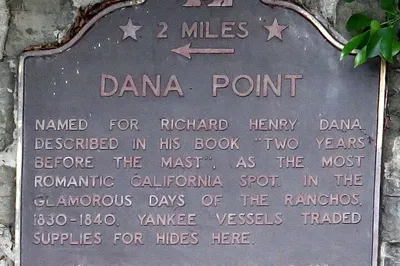 2 MILES
DANA POINT
NAMED FOR RICHARD HENRY DANA.
DESCRIBED IN HIS BOOK "TWO YEARS
BEFORE THE MAST", AS THE MOST
ROMANTIC CALIFORNIA SPOT. IN THE
GLAMOROUS DAYS OF THE RANCHOS,
1830-1840, YANKEE VESSELS TRADED
SUPPLIES FOR HIDES HERE.